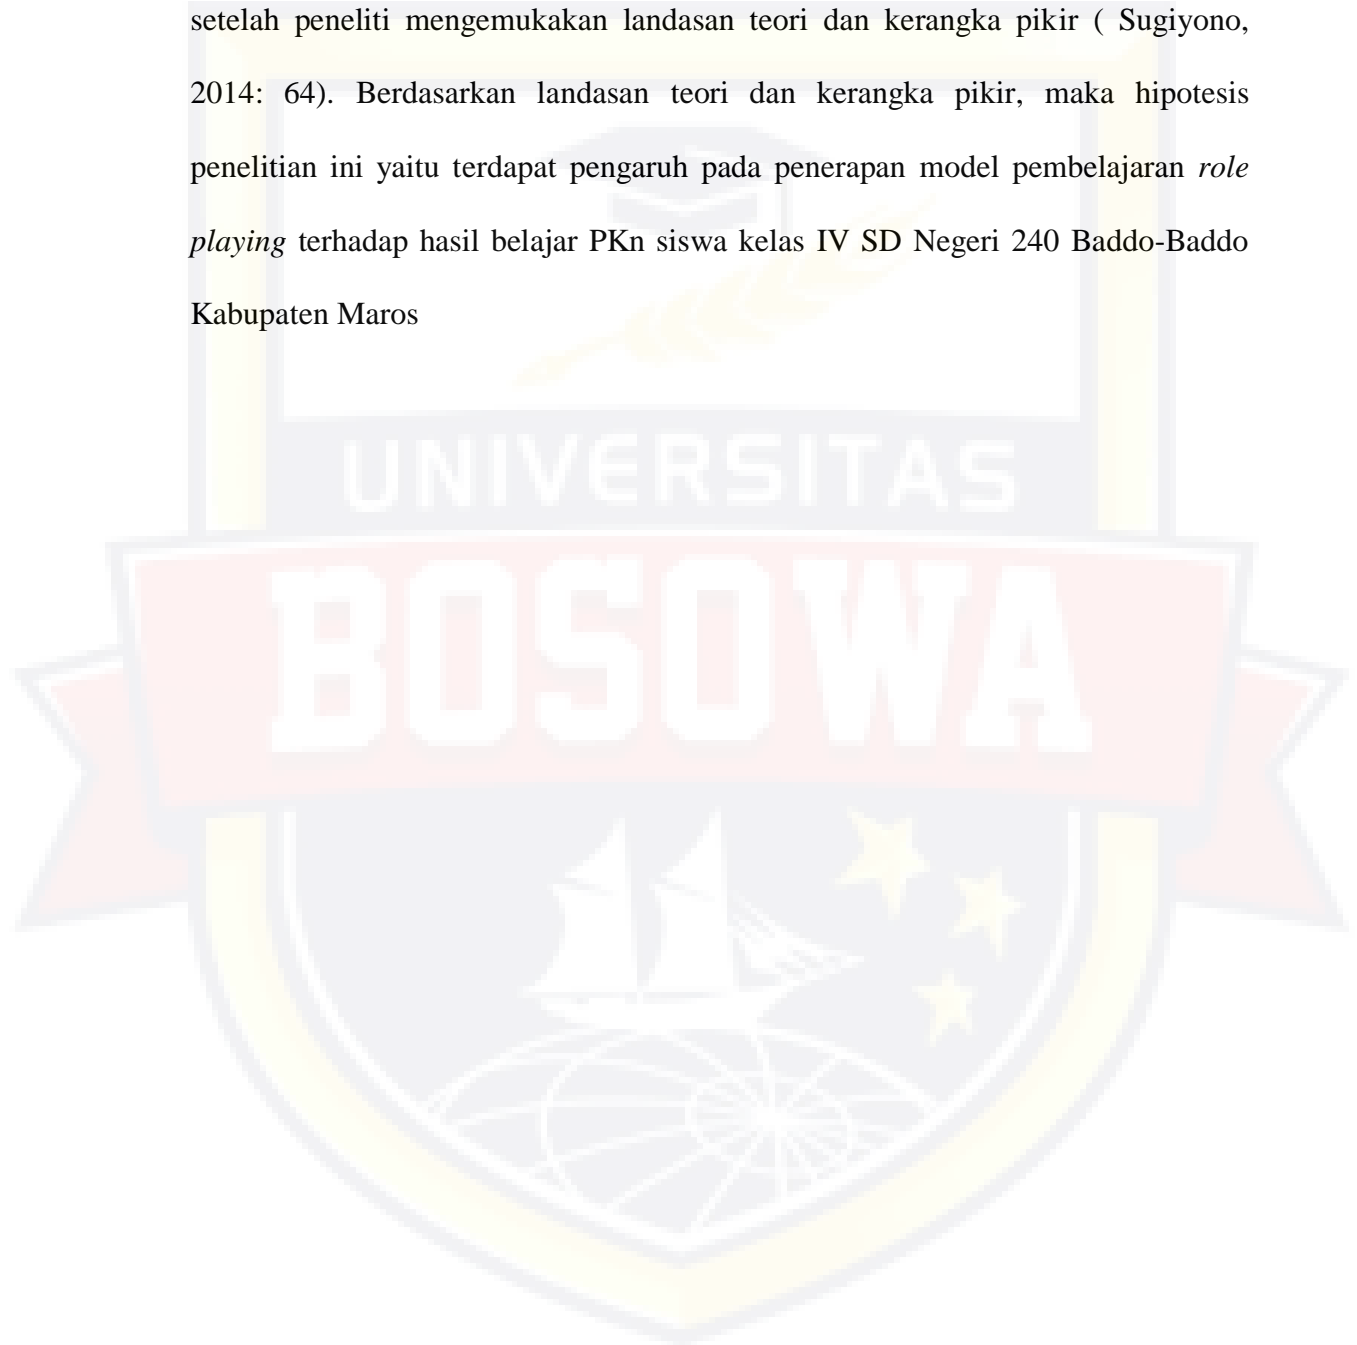 setelah peneliti mengemukakan landasan teori dan kerangka pikir ( Sugiyono,
2014: 64). Berdasarkan landasan teori dan kerangka pikir, maka hipotesis
penelitian ini yaitu terdapat pengaruh pada penerapan model pembelajaran role
playing terhadap hasil belajar PKn siswa kelas IV SD Negeri 240 Baddo-Baddo
Kabupaten Maros
UNIVERSITAS
BOSOWA